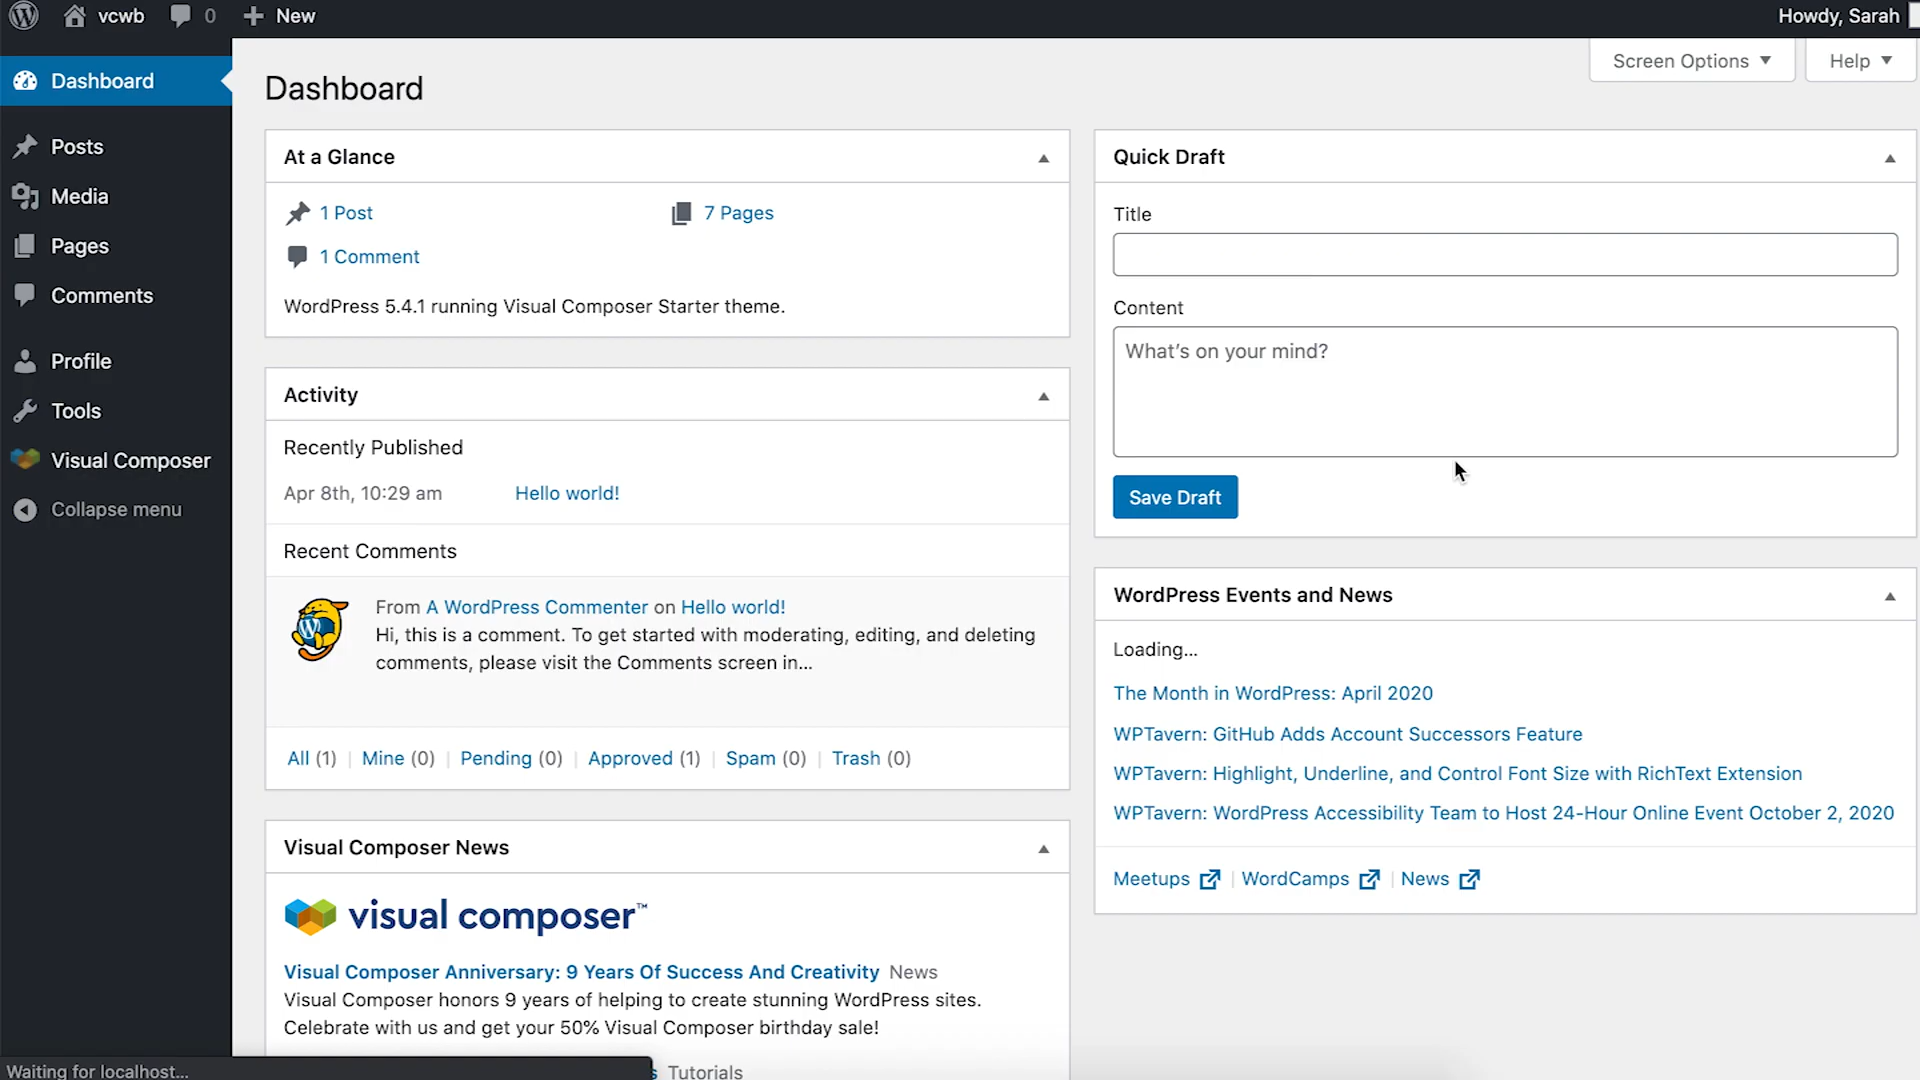 vcwb 0 New Howdy, Sarah
Screen Options Help
Dashboard
Posts
Media
Pages
Comments
Profile
Tools
Visual Composer
Collapse menu
Dashboard
At a Glance
1 Post 7 Pages
1 Comment
WordPress 5.4.1 running Visual Composer Starter theme.
Activity
Recently Published
Apr 8th, 10:29 am Hello world!
Recent Comments
From A WordPress Commenter on Hello world!
Hi, this is a comment. To get started with moderating, editing, and deleting
comments, please visit the Comments screen in...
All (1) | Mine (0) | Pending (0) | Approved (1) | Spam (0) | Trash (0)
Visual Composer News
visual composer™
Visual Composer Anniversary: 9 Years Of Success And Creativity News
Visual Composer honors 9 years of helping to create stunning WordPress sites.
Celebrate with us and get your 50% Visual Composer birthday sale!
Tutorials
Quick Draft
Title
Content
What's on your mind?
Save Draft
WordPress Events and News
Loading...
The Month in WordPress: April 2020
WPTavern: GitHub Adds Account Successors Feature
WPTavern: Highlight, Underline, and Control Font Size with RichText Extension
WPTavern: WordPress Accessibility Team to Host 24-Hour Online Event October 2, 2020
Meetups | WordCamps | News
Waiting for localhost...